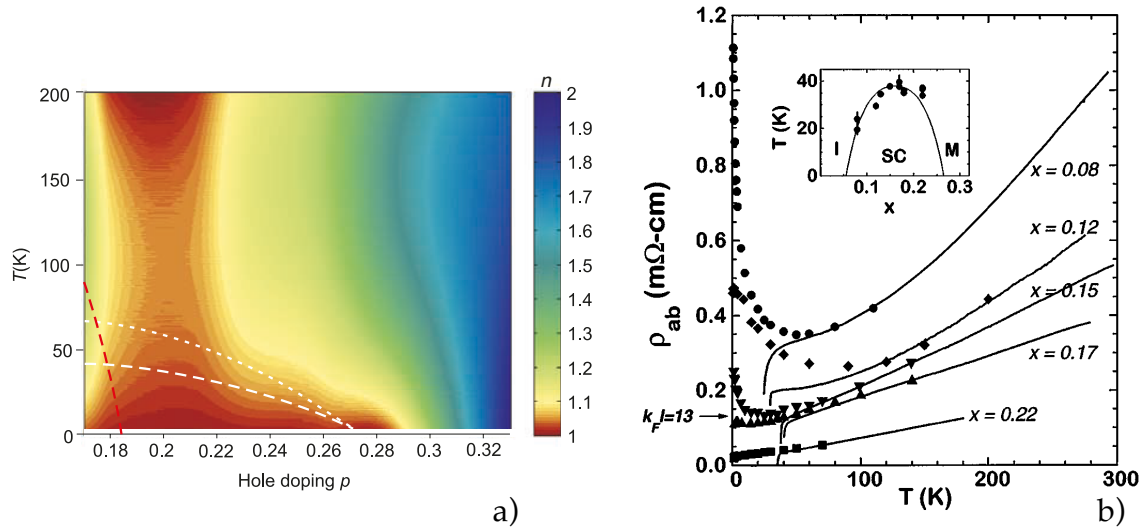 n
200
150
100
50
0
T(K)
0.18
0.2
0.22
0.24
0.26
0.28
0.3
0.32
Hole doping p
2
1.9
1.8
1.7
1.6
1.5
1.4
1.3
1.2
1.1
1
a)
1.2
1.0
0.8
0.6
0.4
0.2
0.0
ρab (mΩ-cm)
kFl=13
0
100
200
300
T (K)
40
20
0
T (K)
I
SC
M
0.1
0.2
0.3
X
x = 0.08
x = 0.12
x = 0.15
x = 0.17
x = 0.22
b)